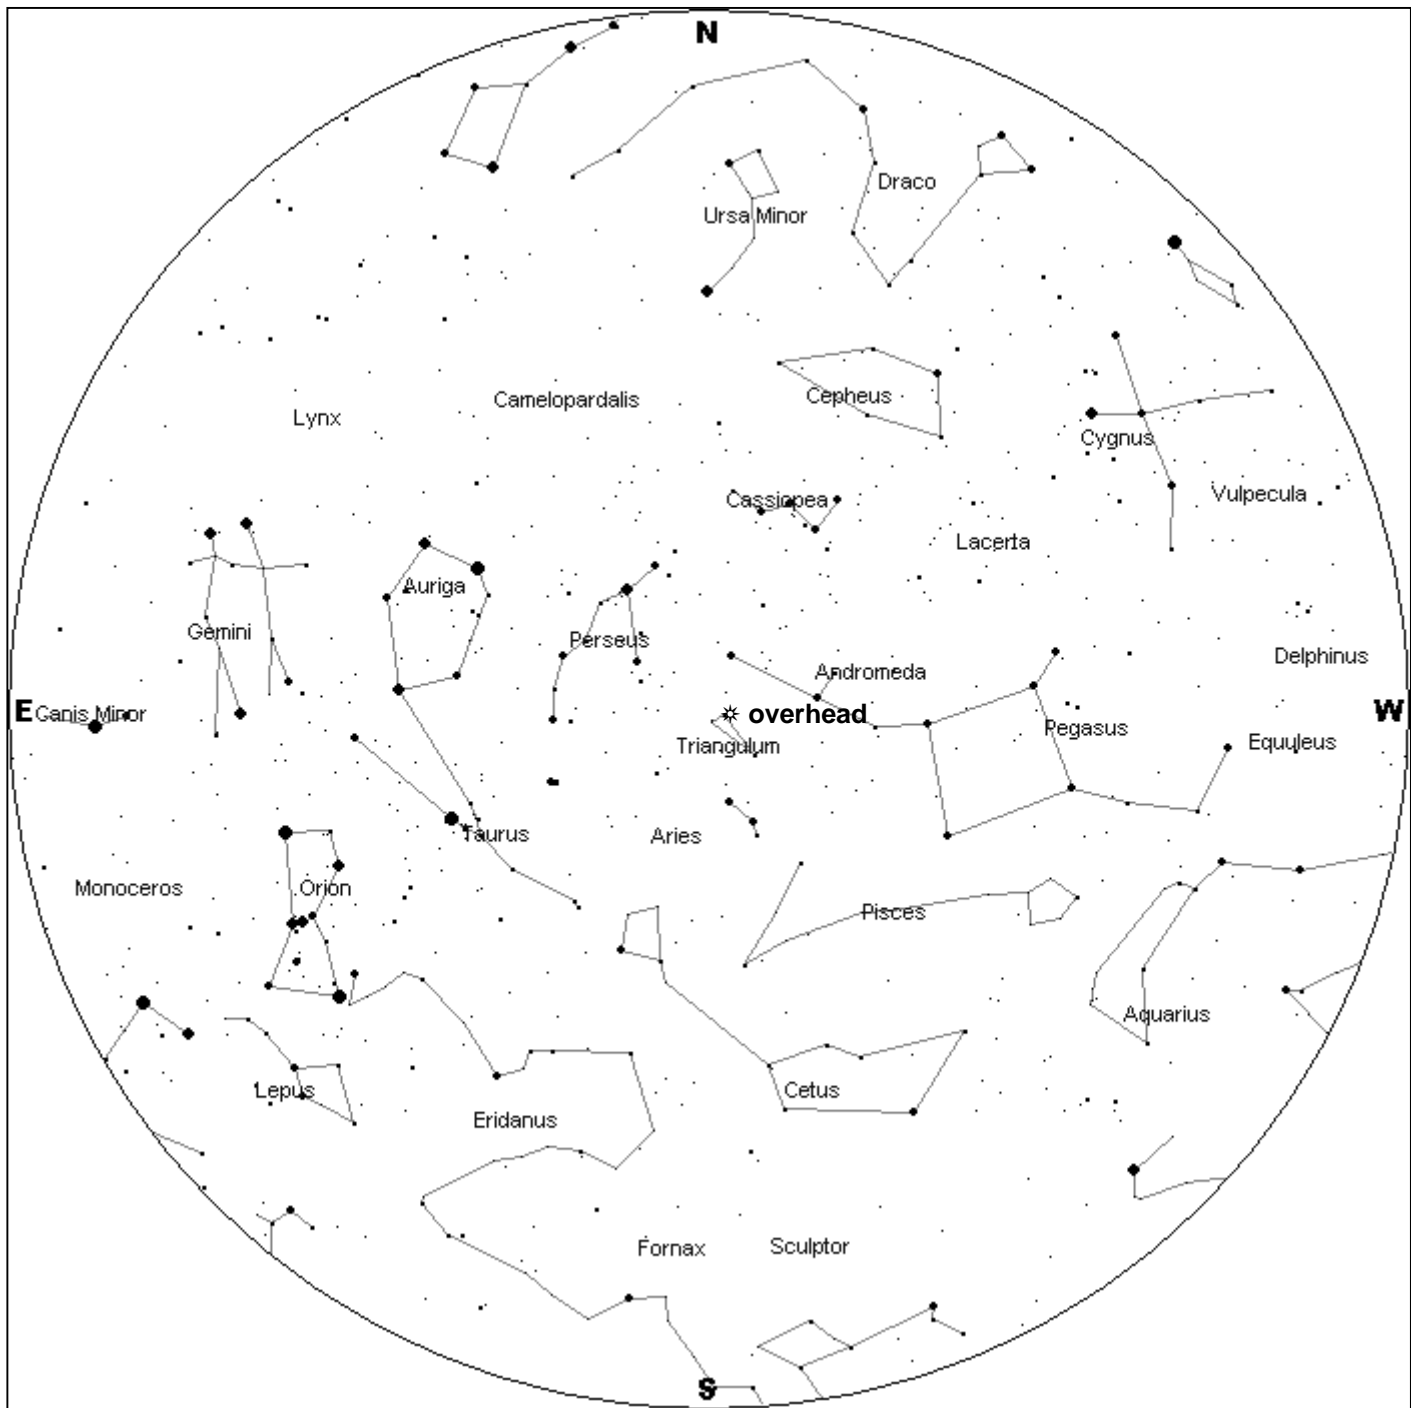 N
Draco
Ursa Minor
Camelopardalis
Cepheus
Lynx
Cygnus
Cassiopea
Vulpecula
Lacerta
Auriga
Gemini
Perseus
Delphinus
Andromeda
E
Canis Minor
overhead
W
Pegasus
Triangulum
Equuleus
Taurus
Aries
Monoceros
Orion
Pisces
Aquarius
Lepus
Cetus
Eridanus
Fornax
Sculptor
S